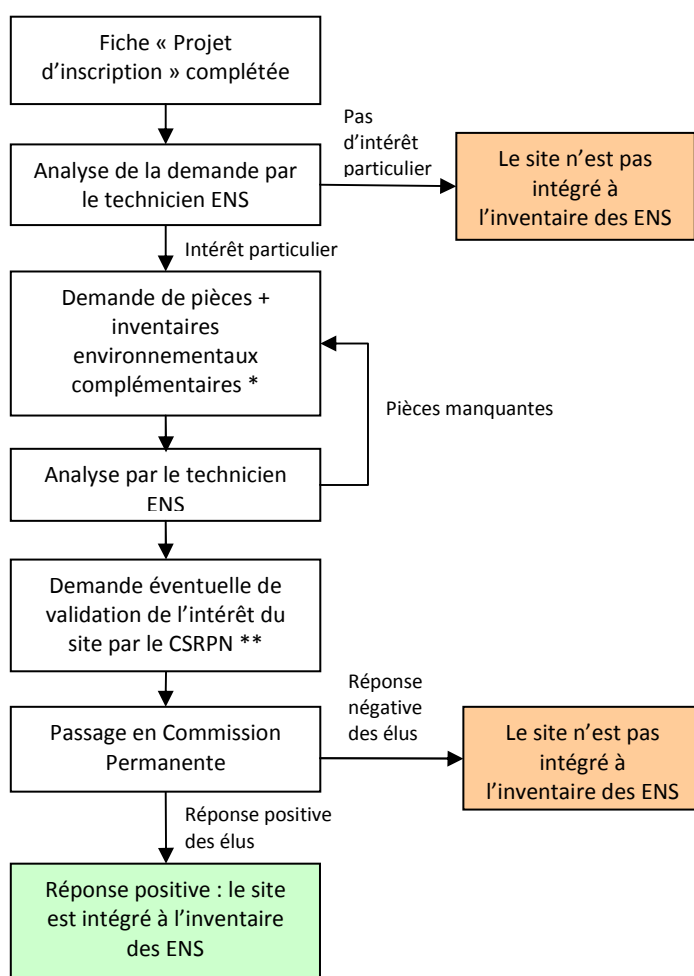 Fiche « Projet
d’inscription » complétée
Pas
d’intérêt
particulier
Analyse de la demande par
le technicien ENS
Le site n’est pas
intégré à
l’inventaire des ENS
Intérêt particulier
Demande de pièces +
inventaires
environnementaux
complémentaires *
Pièces manquantes
Analyse par le technicien
ENS
Demande éventuelle de
validation de l’intérêt du
site par le CSRPN **
Réponse
négative
des élus
Passage en Commission
Permanente
Le site n’est pas
intégré à
l’inventaire des ENS
Réponse positive
des élus
Réponse positive : le site
est intégré à l’inventaire
des ENS